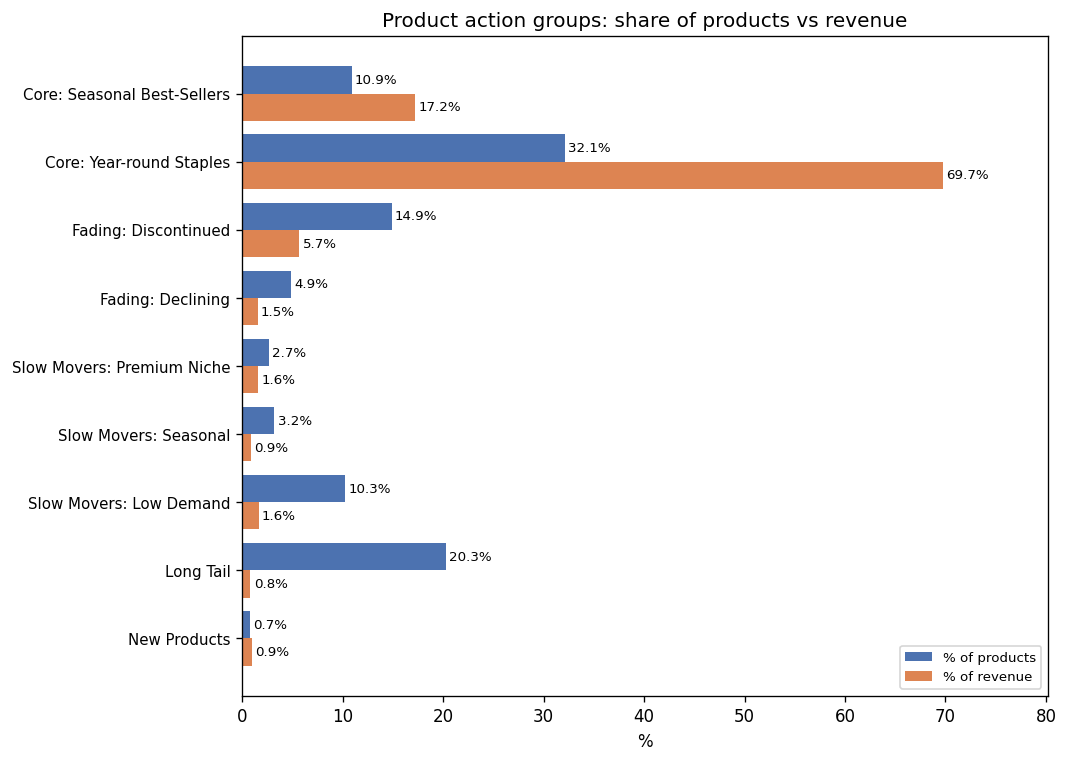 Product action groups: share of products vs revenue
Core: Seasonal Best-Sellers
10.9%
17.2%
Core: Year-round Staples
32.1%
69.7%
Fading: Discontinued
14.9%
5.7%
Fading: Declining
4.9%
1.5%
Slow Movers: Premium Niche
2.7%
1.6%
Slow Movers: Seasonal
3.2%
0.9%
Slow Movers: Low Demand
10.3%
1.6%
Long Tail
20.3%
0.8%
New Products
0.7%
0.9%
% of products
% of revenue
0 10 20 30 40 50 60 70 80
%